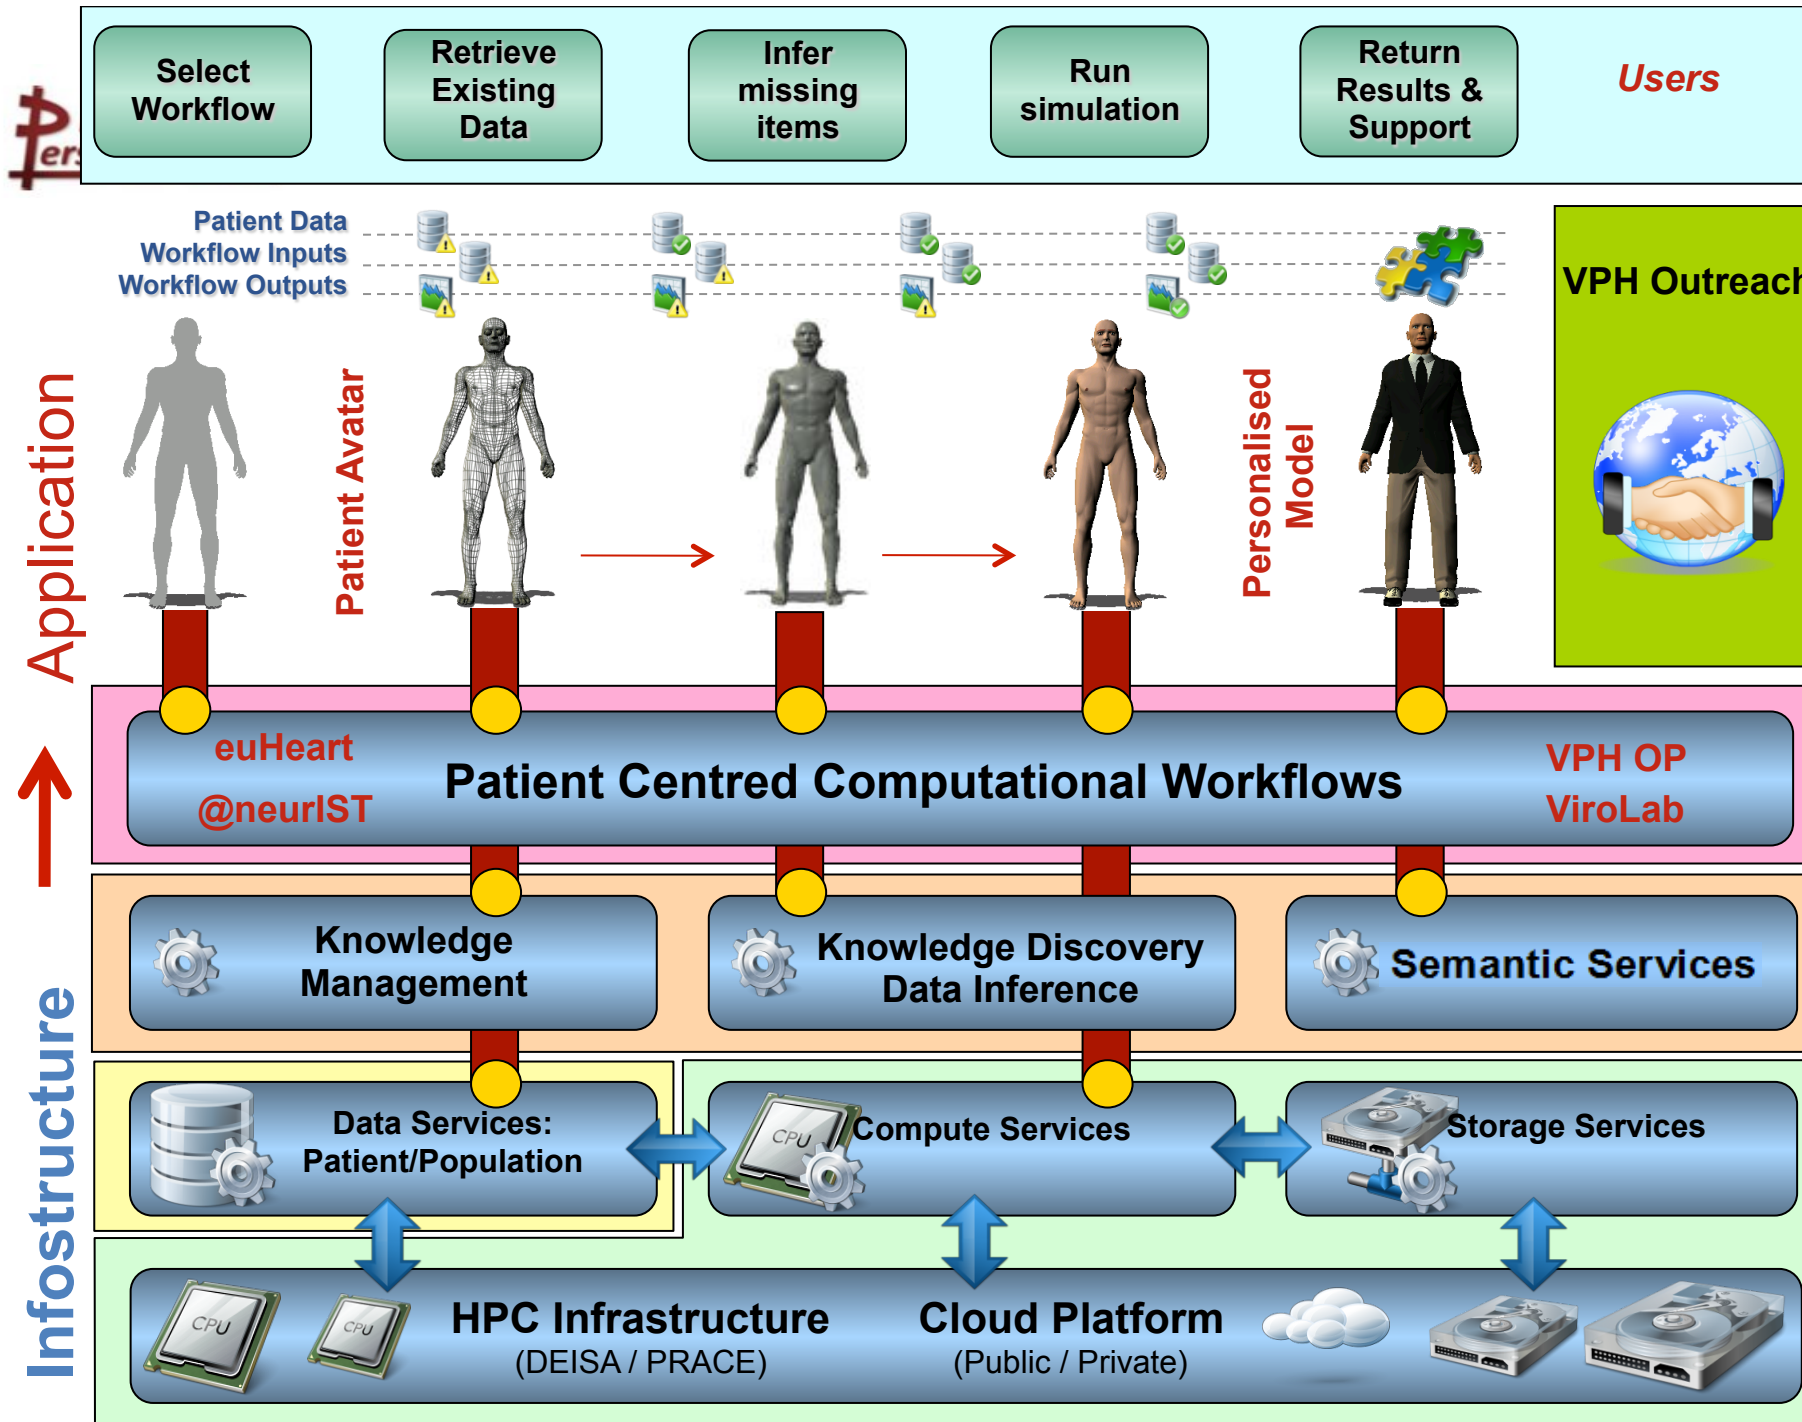 Select
Workflow
Retrieve
Existing
Data
Infer
missing
items
Run
simulation
Return
Results &
Support
Users
Patient Data
Workflow Inputs
Workflow Outputs
VPH Outreach
Application
Patient Avatar
Personalised
Model
euHeart
@neurIST
Patient Centred Computational Workflows
VPH OP
ViroLab
Infostructure
Knowledge
Management
Knowledge Discovery
Data Inference
Semantic Services
Data Services:
Patient/Population
CPU
Compute Services
Storage Services
CPU
CPU
HPC Infrastructure
(DEISA / PRACE)
Cloud Platform
(Public / Private)